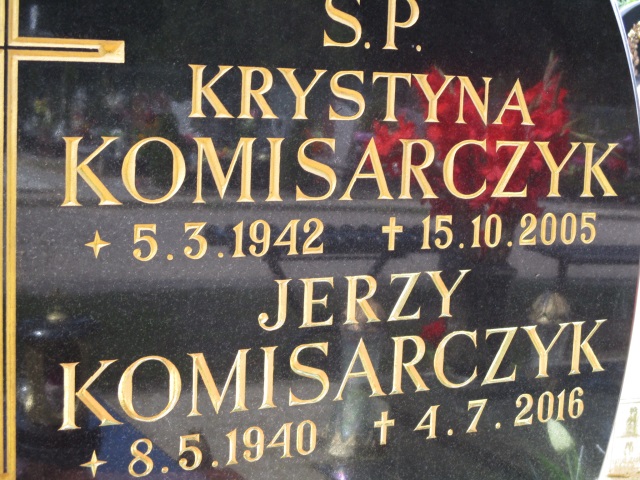 S.P.
KRYSTYNA
KOMISARCZYK
5.3.1942 † 15.10.2005
JERZY
KOMISARCZYK
8.5.1940 † 4.7.2016